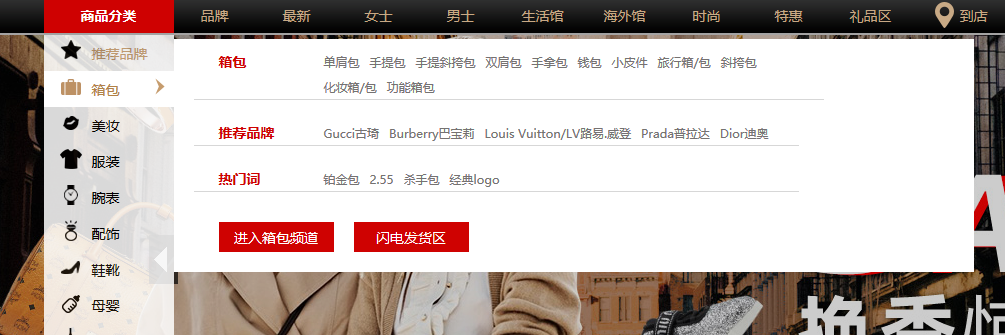 商品分类 品牌 最新 女士 男士 生活馆 海外馆 时尚 特惠 礼品区 到店
推荐品牌
箱包
美妆
服装
腕表
配饰
鞋靴
母婴
箱包 单肩包 手提包 手提斜挎包 双肩包 手拿包 钱包 小皮件 旅行箱/包 斜挎包
化妆箱/包 功能箱包
推荐品牌 Gucci古琦 Burberry巴宝莉 Louis Vuitton/LV路易.威登 Prada普拉达 Dior迪奥
热门词 铂金包 2.55 杀手包 经典logo
进入箱包频道 闪电发货区